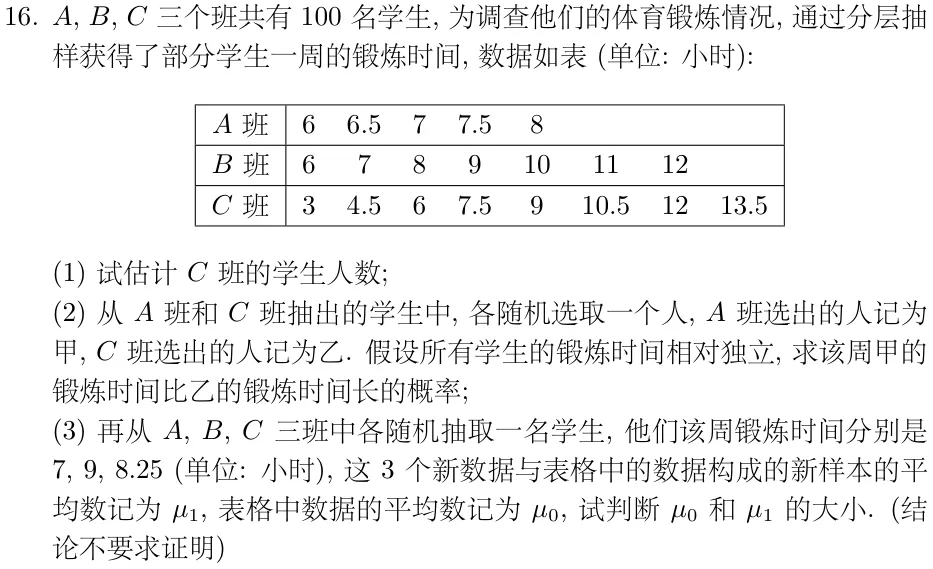 16. A, B, C 三个班共有 100 名学生, 为调查他们的体育锻炼情况, 通过分层抽
样获得了部分学生一周的锻炼时间, 数据如表 (单位: 小时):
A 班 6 6.5 7 7.5 8
B 班 6 7 8 9 10 11 12
C 班 3 4.5 6 7.5 9 10.5 12 13.5
(1) 试估计 C 班的学生人数;
(2) 从 A 班和 C 班抽出的学生中, 各随机选取一个人, A 班选出的人记为
甲, C 班选出的人记为乙. 假设所有学生的锻炼时间相对独立, 求该周甲的
锻炼时间比乙的锻炼时间长的概率;
(3) 再从 A, B, C 三班中各随机抽取一名学生, 他们该周锻炼时间分别是
7, 9, 8.25 (单位: 小时), 这 3 个新数据与表格中的数据构成的新样本的平
均数记为 μ₁, 表格中数据的平均数记为 μ₀, 试判断 μ₀ 和 μ₁ 的大小. (结
论不要求证明)